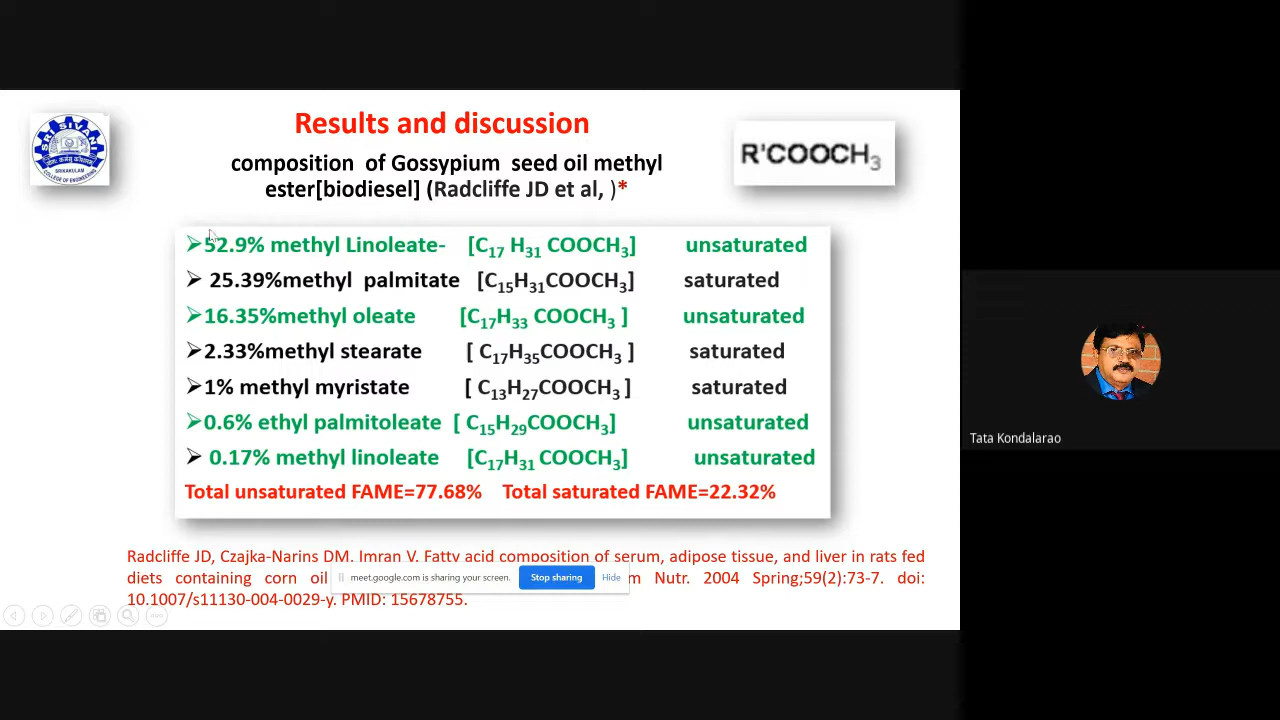 Results and discussion
R'COOCH3
SRI SIVANI
SRIKAKULAM
COLLEGE OF ENGINEERING
composition of Gossypium seed oil methyl
ester[biodiesel] (Radcliffe JD et al, )*
➢52.9% methyl Linoleate- [C17 H31 COOCH3] unsaturated
➢ 25.39%methyl palmitate [C15H31COOCH3] saturated
➢16.35%methyl oleate [C17H33 COOCH3 ] unsaturated
➢2.33%methyl stearate [ C17H35COOCH3 ] saturated
➢1% methyl myristate [ C13H27COOCH3 ] saturated
➢0.6% ethyl palmitoleate [ C15H29COOCH3] unsaturated
➢ 0.17% methyl linoleate [C17H31 COOCH3] unsaturated
Total unsaturated FAME=77.68% Total saturated FAME=22.32%
Radcliffe JD, Czajka-Narins DM. Imran V. Fatty acid composition of serum, adipose tissue, and liver in rats fed
diets containing corn oil Nutr. 2004 Spring;59(2):73-7. doi:
10.1007/s11130-004-0029-y. PMID: 15678755.
meet.google.com is sharing your screen. Stop sharing Hide
Tata Kondalarao